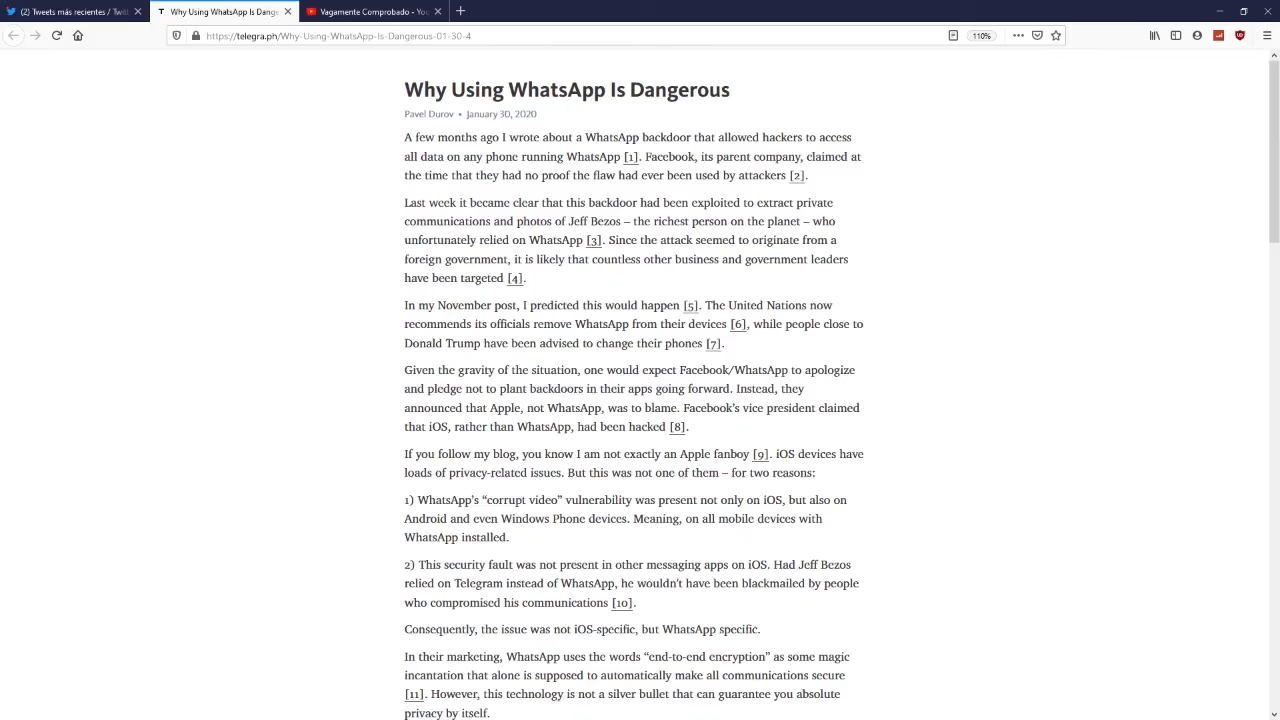 (2) Tweets más recientes / Twitt
T Why Using WhatsApp Is Dange
Vagamente Comprobado - You
https://telegra.ph/Why-Using-WhatsApp-Is-Dangerous-01-30-4
110%
Why Using WhatsApp Is Dangerous
Pavel Durov • January 30, 2020
A few months ago I wrote about a WhatsApp backdoor that allowed hackers to access
all data on any phone running WhatsApp [1]. Facebook, its parent company, claimed at
the time that they had no proof the flaw had ever been used by attackers [2].
Last week it became clear that this backdoor had been exploited to extract private
communications and photos of Jeff Bezos – the richest person on the planet – who
unfortunately relied on WhatsApp [3]. Since the attack seemed to originate from a
foreign government, it is likely that countless other business and government leaders
have been targeted [4].
In my November post, I predicted this would happen [5]. The United Nations now
recommends its officials remove WhatsApp from their devices [6], while people close to
Donald Trump have been advised to change their phones [7].
Given the gravity of the situation, one would expect Facebook/WhatsApp to apologize
and pledge not to plant backdoors in their apps going forward. Instead, they
announced that Apple, not WhatsApp, was to blame. Facebook's vice president claimed
that iOS, rather than WhatsApp, had been hacked [8].
If you follow my blog, you know I am not exactly an Apple fanboy [9]. iOS devices have
loads of privacy-related issues. But this was not one of them – for two reasons:
1) WhatsApp's “corrupt video” vulnerability was present not only on iOS, but also on
Android and even Windows Phone devices. Meaning, on all mobile devices with
WhatsApp installed.
2) This security fault was not present in other messaging apps on iOS. Had Jeff Bezos
relied on Telegram instead of WhatsApp, he wouldn't have been blackmailed by people
who compromised his communications [10].
Consequently, the issue was not iOS-specific, but WhatsApp specific.
In their marketing, WhatsApp uses the words “end-to-end encryption” as some magic
incantation that alone is supposed to automatically make all communications secure
[11]. However, this technology is not a silver bullet that can guarantee you absolute
privacy by itself.